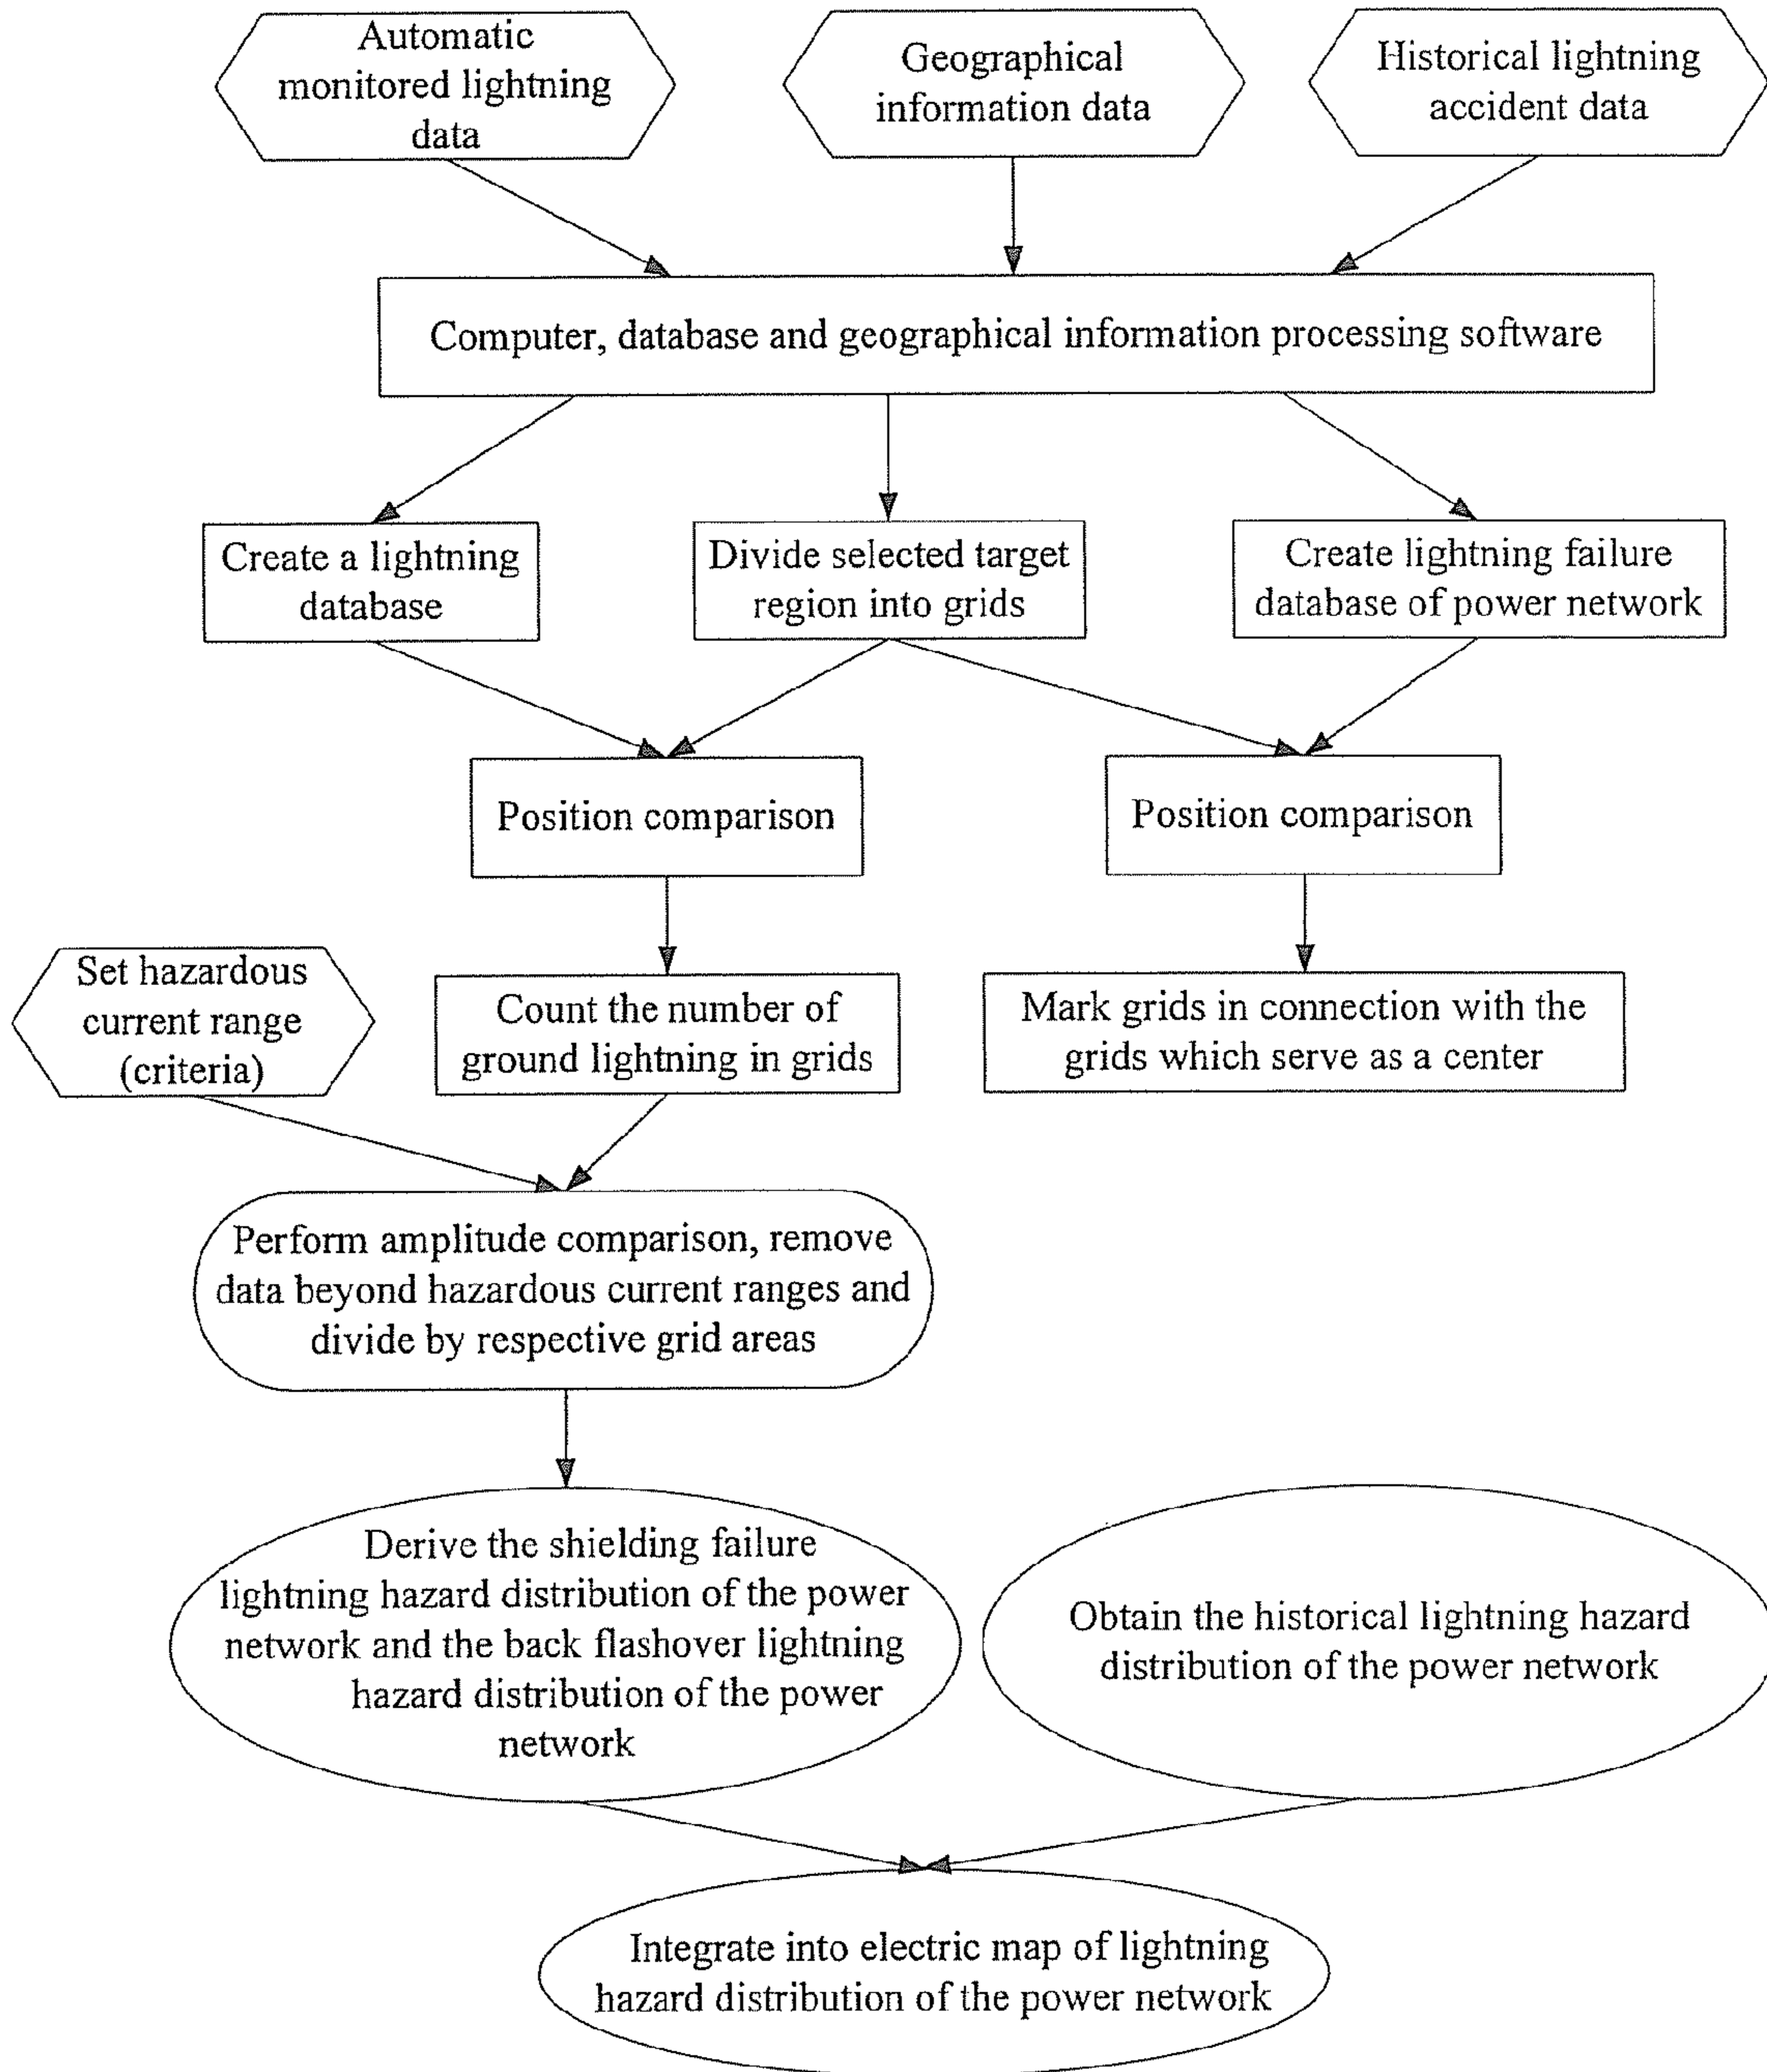 Automatic
monitored lightning
data
Geographical
information data
Historical lightning
accident data
Computer, database and geographical information processing software
Create a lightning
database
Divide selected target
region into grids
Create lightning failure
database of power network
Position comparison
Position comparison
Set hazardous
current range
(criteria)
Count the number of
ground lightning in grids
Mark grids in connection with the
grids which serve as a center
Perform amplitude comparison, remove
data beyond hazardous current ranges and
divide by respective grid areas
Derive the shielding failure
lightning hazard distribution of the power
network and the back flashover lightning
hazard distribution of the power
network
Obtain the historical lightning hazard
distribution of the power network
Integrate into electric map of lightning
hazard distribution of the power network